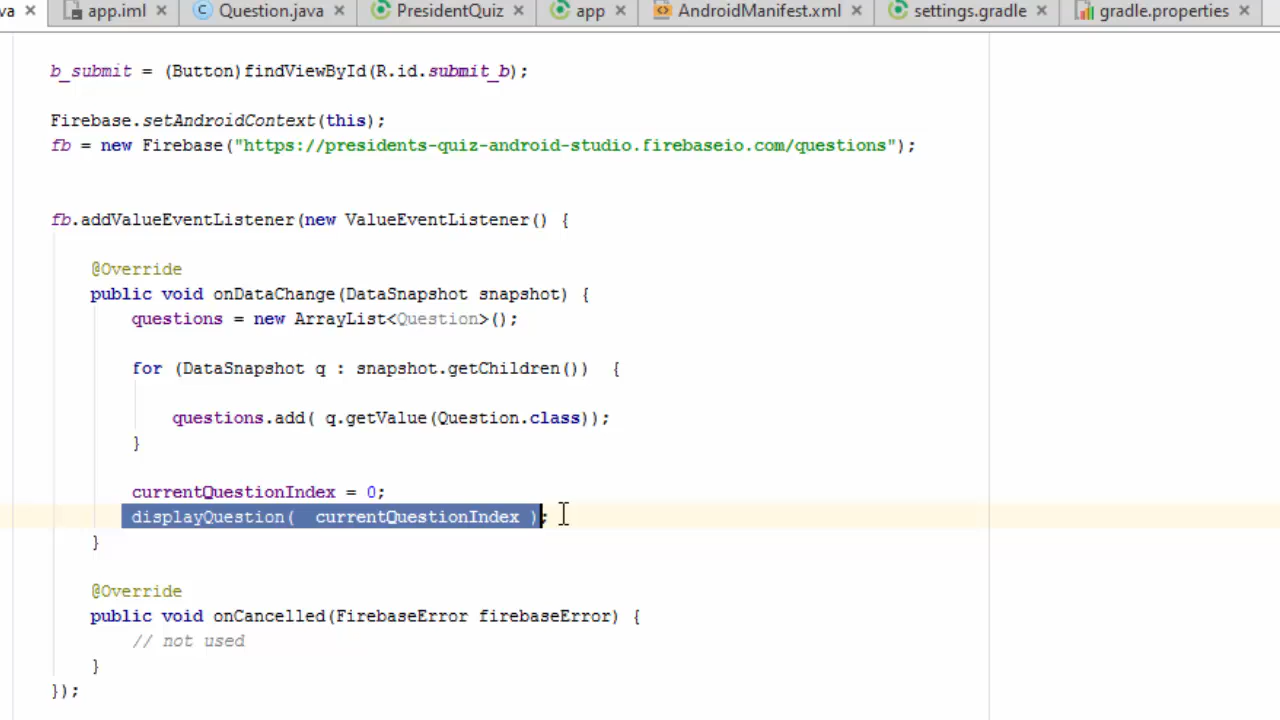 va app.iml Question.java PresidentQuiz app AndroidManifest.xml settings.gradle gradle.properties
b_submit = (Button)findViewById(R.id.submit_b);
Firebase.setAndroidContext(this);
fb = new Firebase("https://presidents-quiz-android-studio.firebaseio.com/questions");
fb.addValueEventListener(new ValueEventListener() {
@Override
public void onDataChange(DataSnapshot snapshot) {
questions = new ArrayList<Question>();
for (DataSnapshot q : snapshot.getChildren())  {
questions.add( q.getValue(Question.class));
}
currentQuestionIndex = 0;
displayQuestion(  currentQuestionIndex );
}
@Override
public void onCancelled(FirebaseError firebaseError) {
// not used
}
});